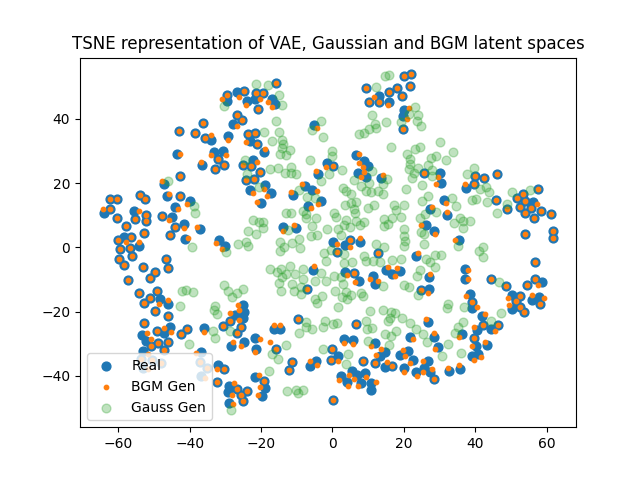 TSNE representation of VAE, Gaussian and BGM latent spaces
40
20
0
−20
−40
Real
BGM Gen
Gauss Gen
−60 −40 −20 0 20 40 60